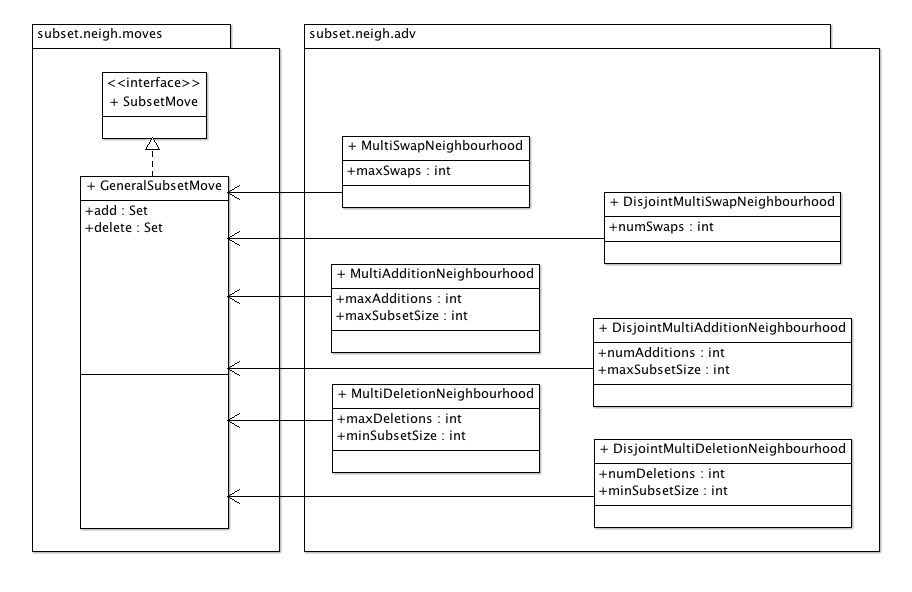 subset.neigh.moves
<<interface>>
+ SubsetMove
+ GeneralSubsetMove
+add : Set
+delete : Set
subset.neigh.adv
+ MultiSwapNeighbourhood
+maxSwaps : int
+ DisjointMultiSwapNeighbourhood
+numSwaps : int
+ MultiAdditionNeighbourhood
+maxAdditions : int
+maxSubsetSize : int
+ DisjointMultiAdditionNeighbourhood
+numAdditions : int
+maxSubsetSize : int
+ MultiDeletionNeighbourhood
+maxDeletions : int
+minSubsetSize : int
+ DisjointMultiDeletionNeighbourhood
+numDeletions : int
+minSubsetSize : int